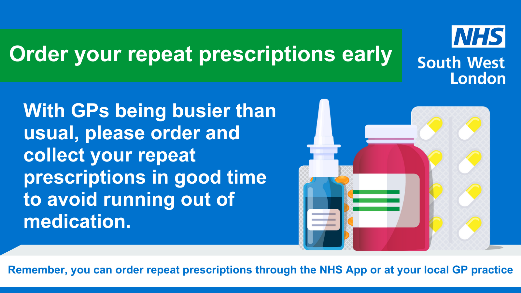 Order your repeat prescriptions early
NHS
South West
London
With GPs being busier than
usual, please order and
collect your repeat
prescriptions in good time
to avoid running out of
medication.
Remember, you can order repeat prescriptions through the NHS App or at your local GP practice